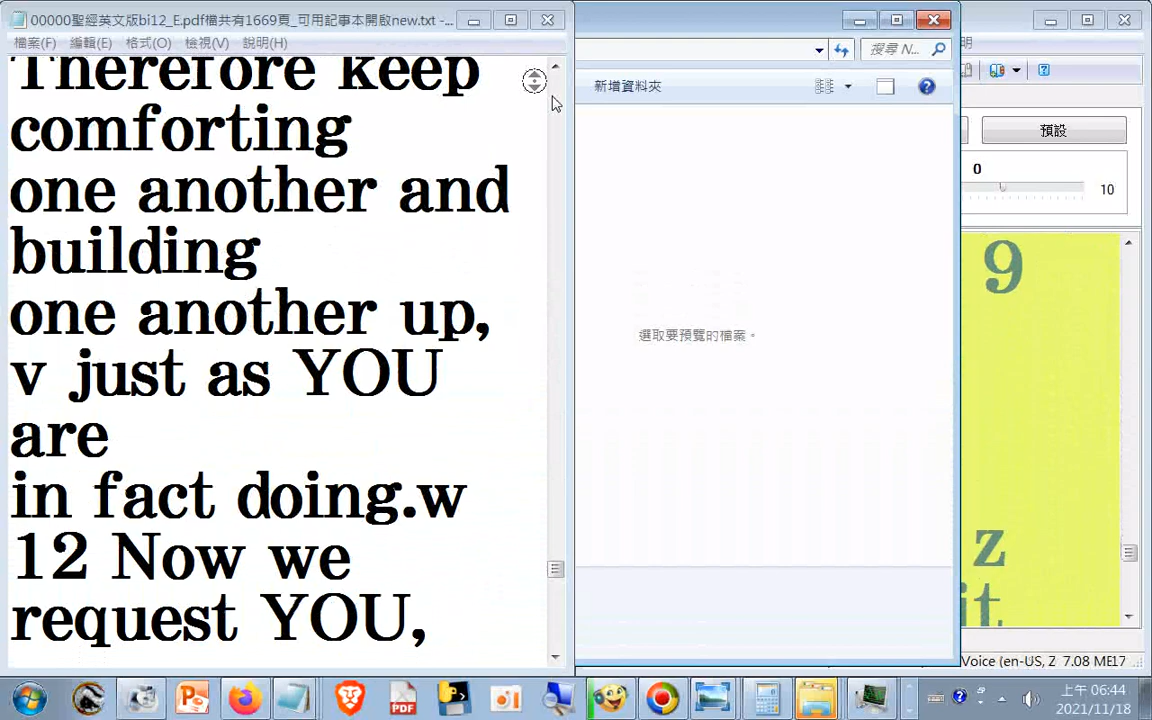 00000聖經英文版bi12_E.pdf檔共有1669頁_可用記事本開啟new.txt -...
檔案(F) 編輯(E) 格式(O) 檢視(V) 說明(H)
Therefore keep
comforting
one another and
building
one another up,
v just as YOU
are
in fact doing.w
12 Now we
request YOU,
搜尋 N...
新增資料夾
選取要預覽的檔案。
明
預設
0
10
9
z
it
Voice (en-US, Z 7.08 ME17
上午 06:44
2021/11/18